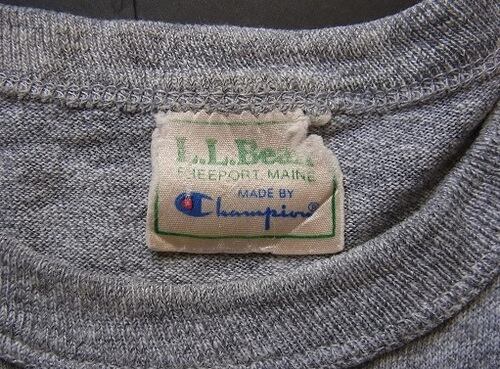 L.L.Bean
FREEPORT, MAINE
MADE BY
Champion®